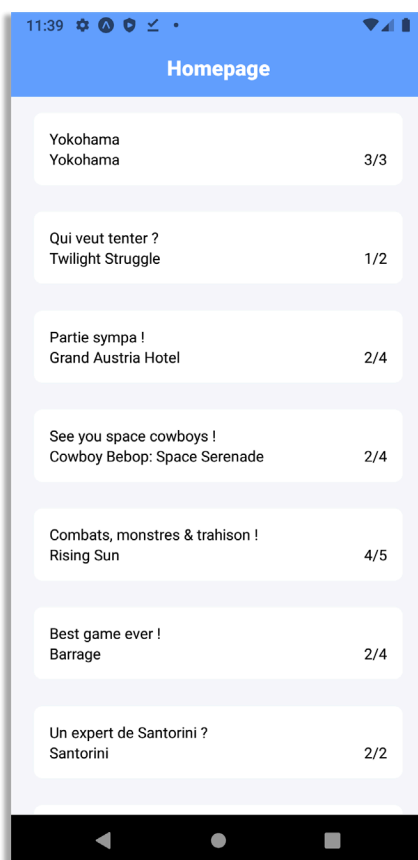 11:39
Homepage
Yokohama
Yokohama 3/3
Qui veut tenter ?
Twilight Struggle 1/2
Partie sympa !
Grand Austria Hotel 2/4
See you space cowboys !
Cowboy Bebop: Space Serenade 2/4
Combats, monstres & trahison !
Rising Sun 4/5
Best game ever !
Barrage 2/4
Un expert de Santorini ?
Santorini 2/2